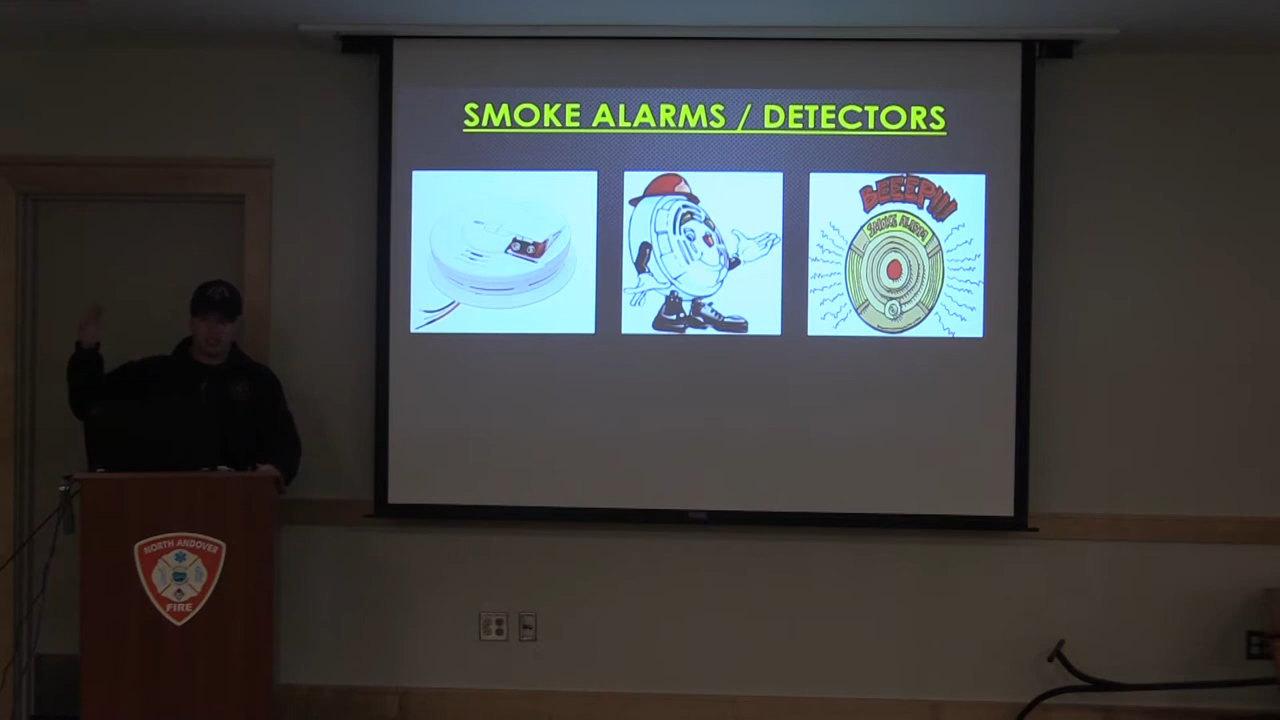 SMOKE ALARMS / DETECTORS
BEEEP!!!
SMOKE ALARM
NORTH ANDOVER
FIRE